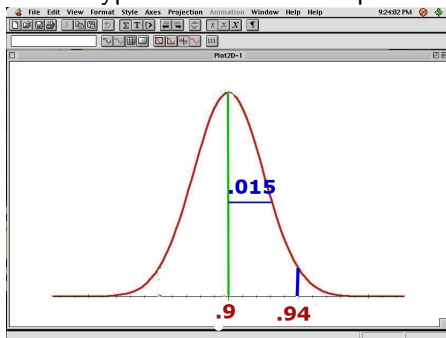 File Edit View Format Style Axes Projection Animation Window Help Help 9:24:02 PM
Plot2D•1
.015
.9
.94